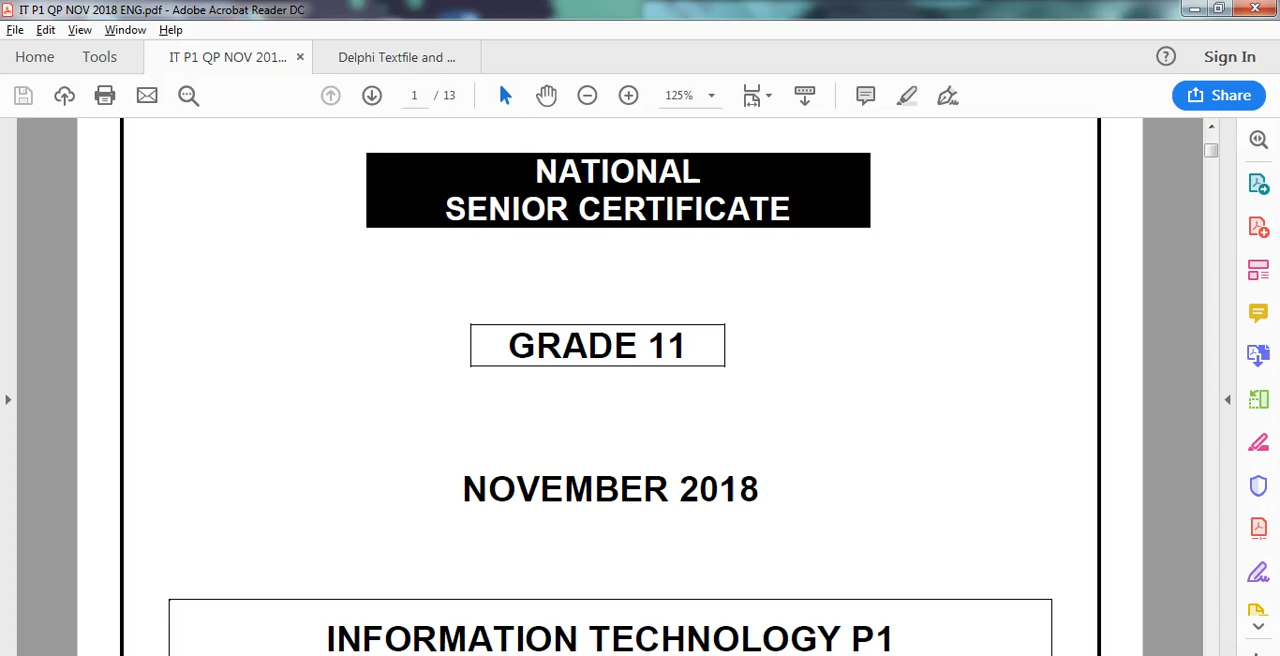 IT P1 QP NOV 2018 ENG.pdf - Adobe Acrobat Reader DC
File Edit View Window Help
Home Tools IT P1 QP NOV 201... × Delphi Textfile and ... ? Sign In
1 / 13 125% Share
NATIONAL
SENIOR CERTIFICATE
GRADE 11
NOVEMBER 2018
INFORMATION TECHNOLOGY P1